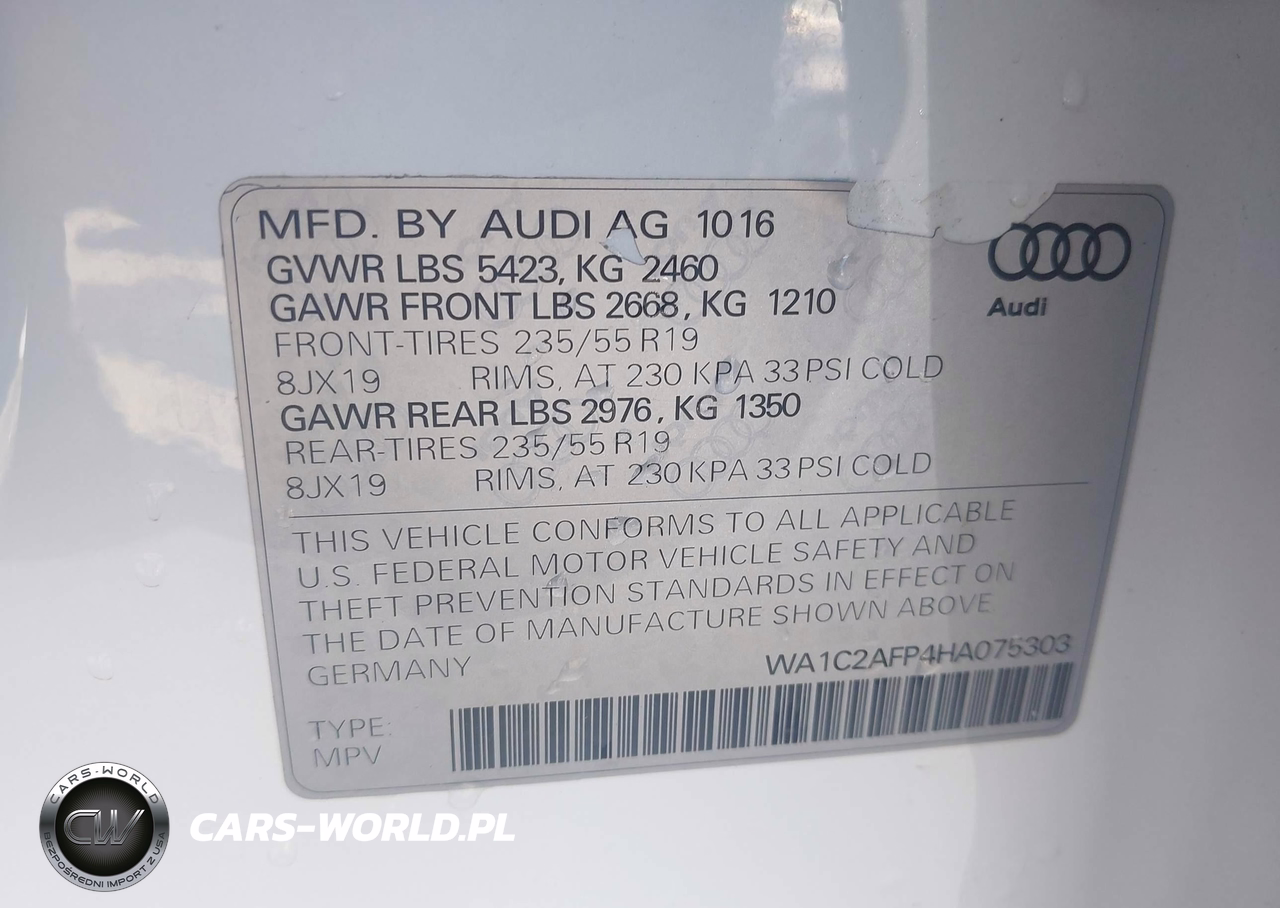 MFD. BY AUDI AG 10 16
GVWR LBS 5423, KG 2460
GAWR FRONT LBS 2668, KG 1210
Audi
FRONT-TIRES 235/55 R19
8JX19 RIMS, AT 230 KPA 33 PSI COLD
GAWR REAR LBS 2976, KG 1350
REAR-TIRES 235/55 R19
8JX19 RIMS, AT 230 KPA 33 PSI COLD
THIS VEHICLE CONFORMS TO ALL APPLICABLE
U.S. FEDERAL MOTOR VEHICLE SAFETY AND
THEFT PREVENTION STANDARDS IN EFFECT ON
THE DATE OF MANUFACTURE SHOWN ABOVE
GERMANY WA1C2AFP4HA075303
TYPE:
MPV
CARS-WORLD
CW
BEZPOŚREDNI IMPORT Z USA
CARS-WORLD.PL